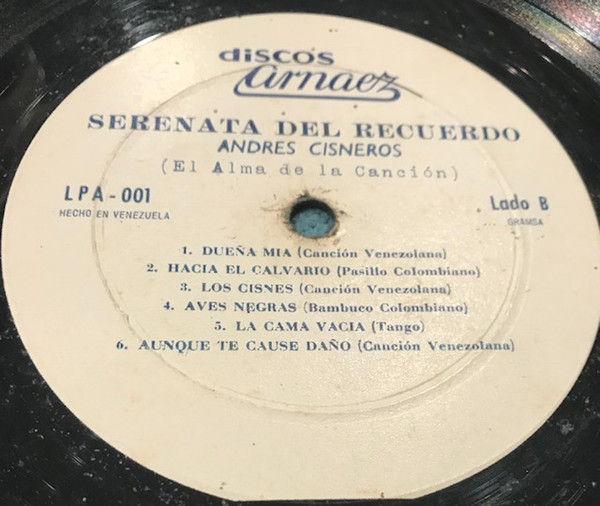 discos
Arnaez
SERENATA DEL RECUERDO
ANDRES CISNEROS
(El Alma de la Canción)
LPA-001
HECHO EN VENEZUELA
Lado B
GRAMSA
1. DUEÑA MIA (Canción Venezolana)
2. HACIA EL CALVARIO (Pasillo Colombiano)
3. LOS CISNES (Canción Venezolana)
4. AVES NEGRAS (Bambuco Colombiano)
5. LA CAMA VACIA (Tango)
6. AUNQUE TE CAUSE DAÑO (Canción Venezolana)